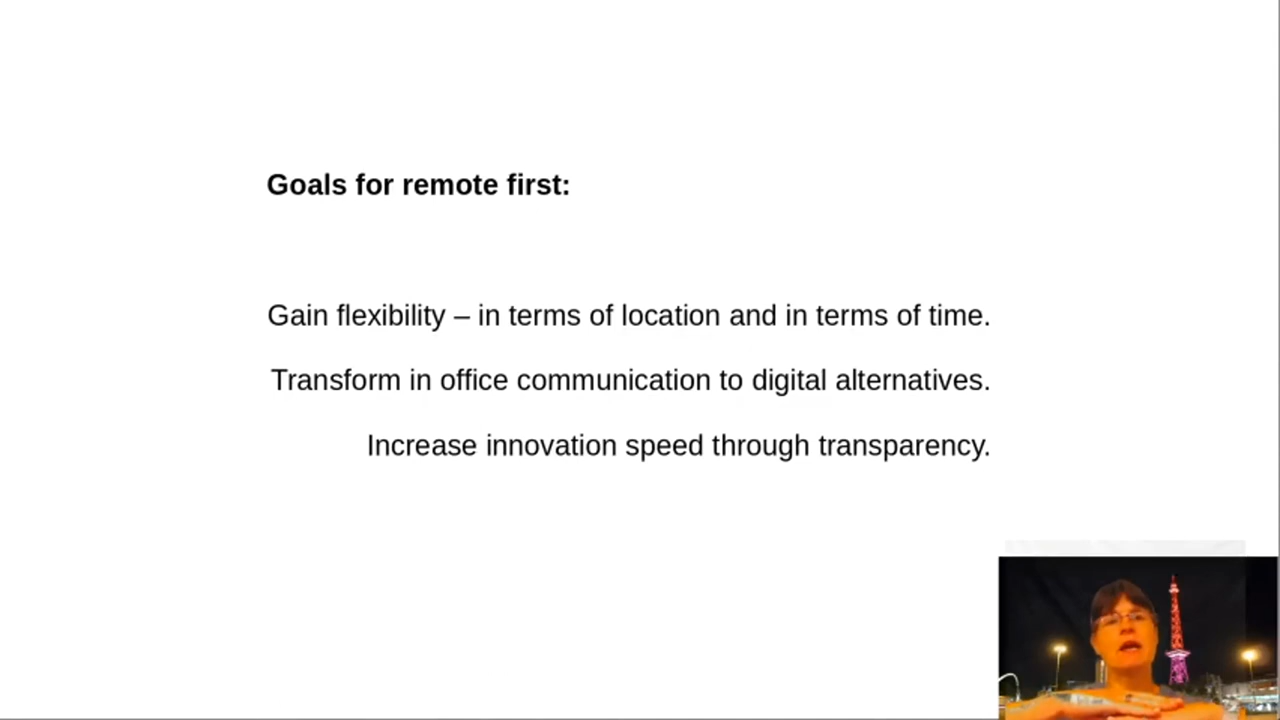 Goals for remote first:
Gain flexibility – in terms of location and in terms of time.
Transform in office communication to digital alternatives.
Increase innovation speed through transparency.